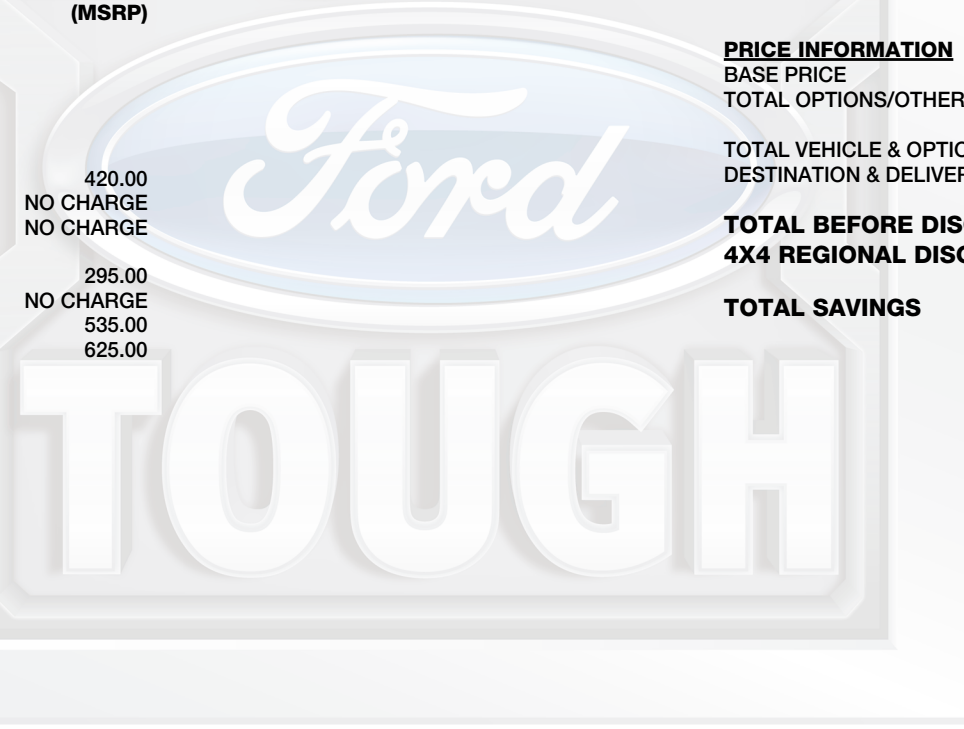 (MSRP)
420.00
NO CHARGE
NO CHARGE
295.00
NO CHARGE
535.00
625.00
PRICE INFORMATION
BASE PRICE
TOTAL OPTIONS/OTHER
TOTAL VEHICLE & OPTIO
DESTINATION & DELIVER
TOTAL BEFORE DIS
4X4 REGIONAL DISC
TOTAL SAVINGS
Ford
TOUGH